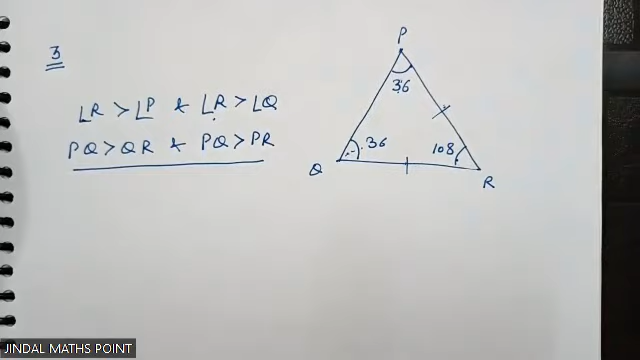 3
∠R > ∠P & ∠R > ∠Q
PQ > QR & PQ > PR
P
36
36
108
Q
R
JINDAL MATHS POINT